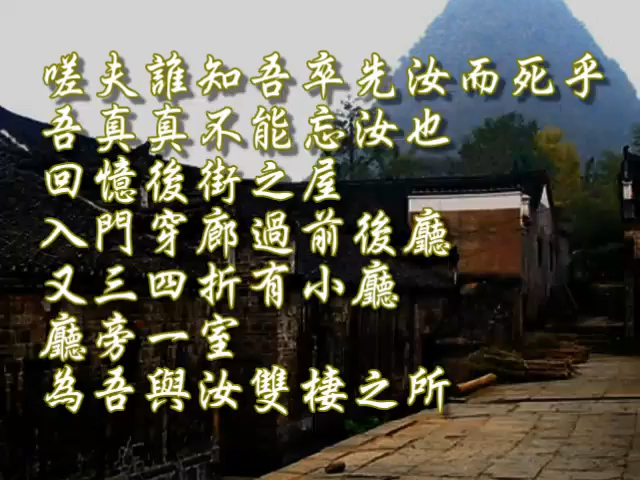 嗟夫誰知吾卒先汝而死乎
吾真真不能忘汝也
回憶後街之屋
入門穿廊過前後廳
又三四折有小廳
廳旁一室
為吾與汝雙棲之所